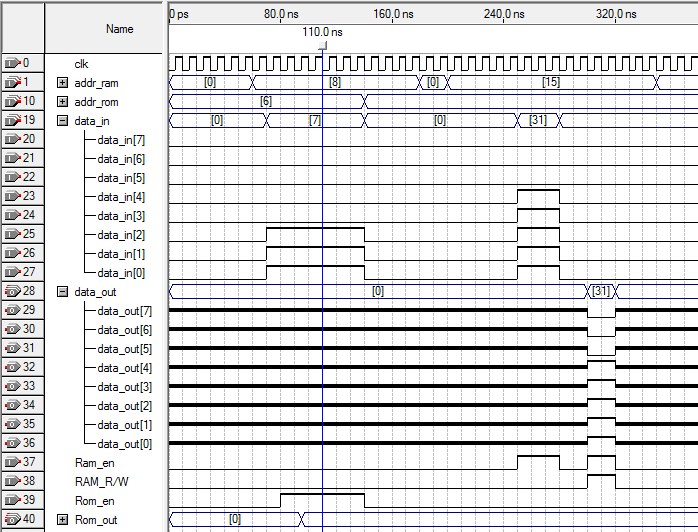 Name
0 ps 80.0 ns 160.0 ns 240.0 ns 320.0 ns
110.0 ns
0 clk
1 addr_ram [0] [8] [0] [15]
10 addr_rom [6]
19 data_in [0] [7] [0] [31]
20 data_in[7]
21 data_in[6]
22 data_in[5]
23 data_in[4]
24 data_in[3]
25 data_in[2]
26 data_in[1]
27 data_in[0]
28 data_out [0] [31]
29 data_out[7]
30 data_out[6]
31 data_out[5]
32 data_out[4]
33 data_out[3]
34 data_out[2]
35 data_out[1]
36 data_out[0]
37 Ram_en
38 RAM_R/W
39 Rom_en
40 Rom_out [0]